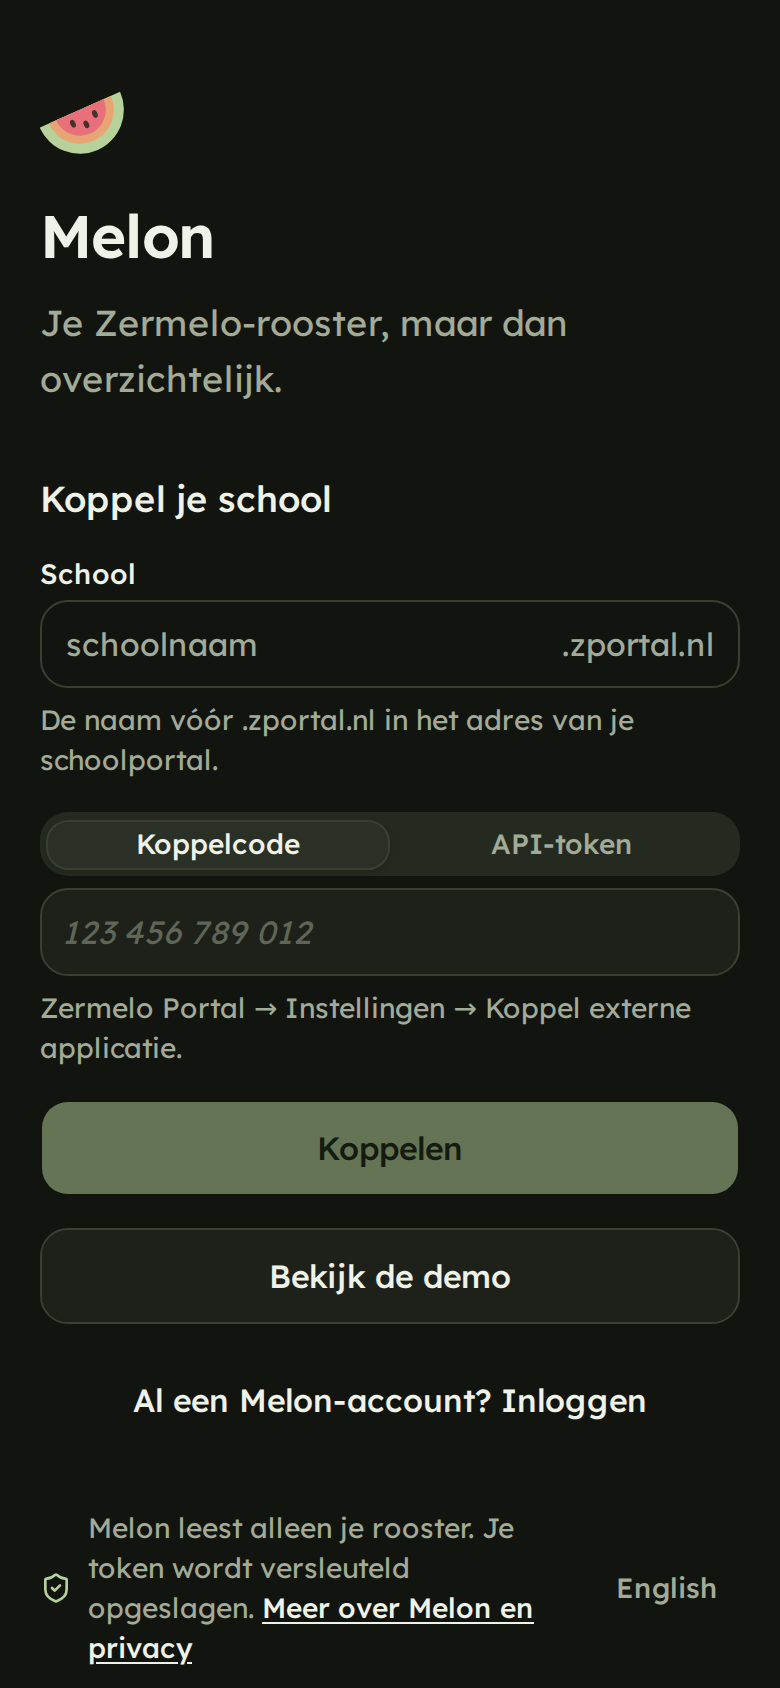 Melon
Je Zermelo-rooster, maar dan
overzichtelijk.
Koppel je school
School
schoolnaam .zportal.nl
De naam vóór .zportal.nl in het adres van je
schoolportal.
Koppelcode API-token
123 456 789 012
Zermelo Portal → Instellingen → Koppel externe
applicatie.
Koppelen
Bekijk de demo
Al een Melon-account? Inloggen
Melon leest alleen je rooster. Je
token wordt versleuteld
opgeslagen. Meer over Melon en
privacy
English